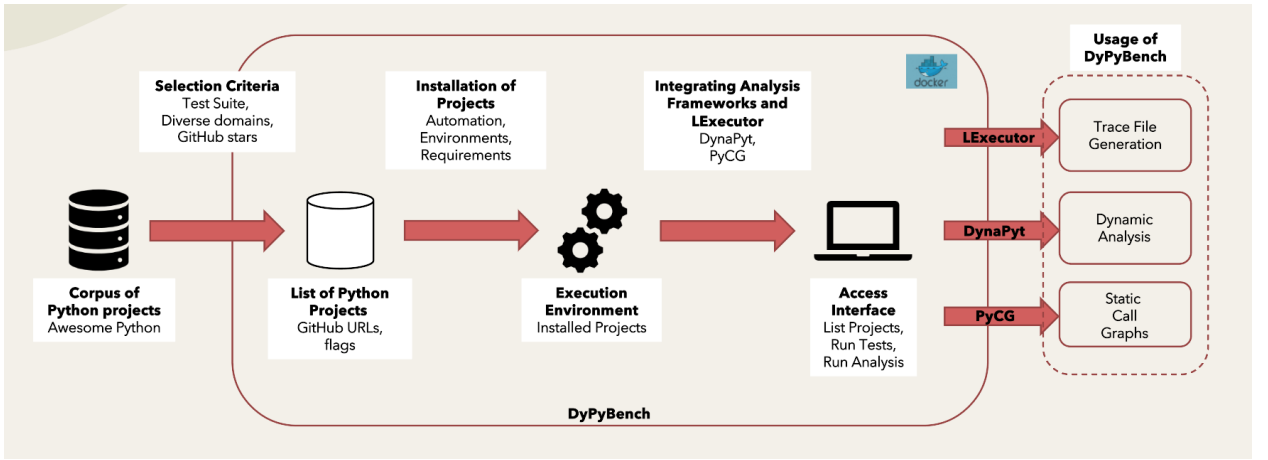 Usage of
DyPyBench
Selection Criteria
Test Suite,
Diverse domains,
GitHub stars
Installation of
Projects
Automation,
Environments,
Requirements
Integrating Analysis
Frameworks and
LExecutor
DynaPyt,
PyCG
docker
LExecutor
Trace File
Generation
DynaPyt
Dynamic
Analysis
PyCG
Static
Call
Graphs
Corpus of
Python projects
Awesome Python
List of Python
Projects
GitHub URLs,
flags
Execution
Environment
Installed Projects
Access
Interface
List Projects,
Run Tests,
Run Analysis
DyPyBench